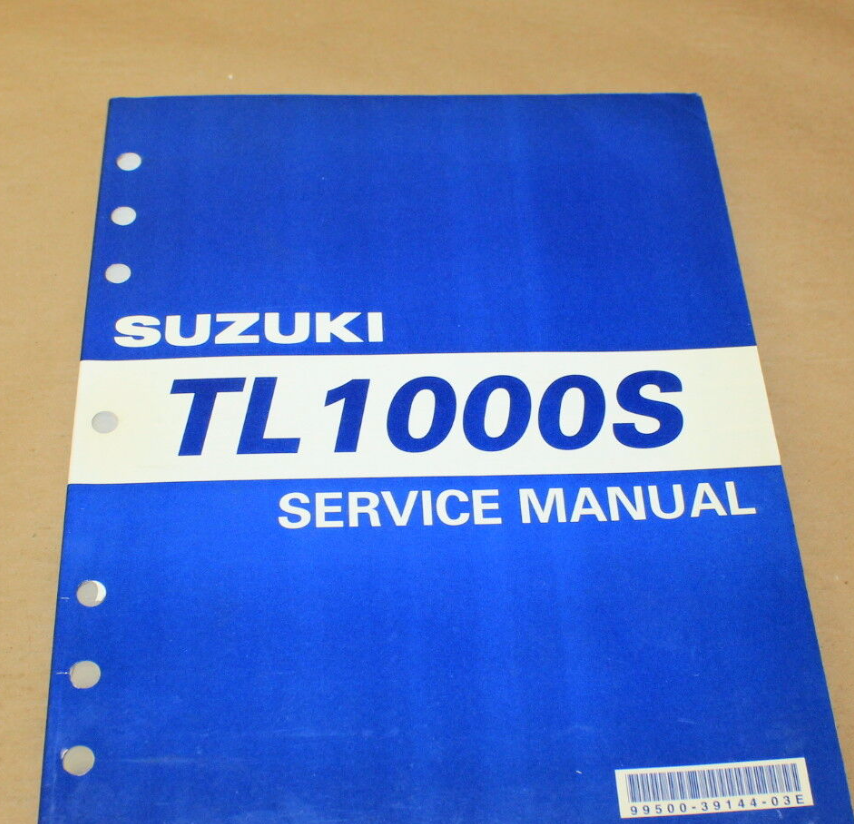 SUZUKI
TL1000S
SERVICE MANUAL
99500-39144-03E